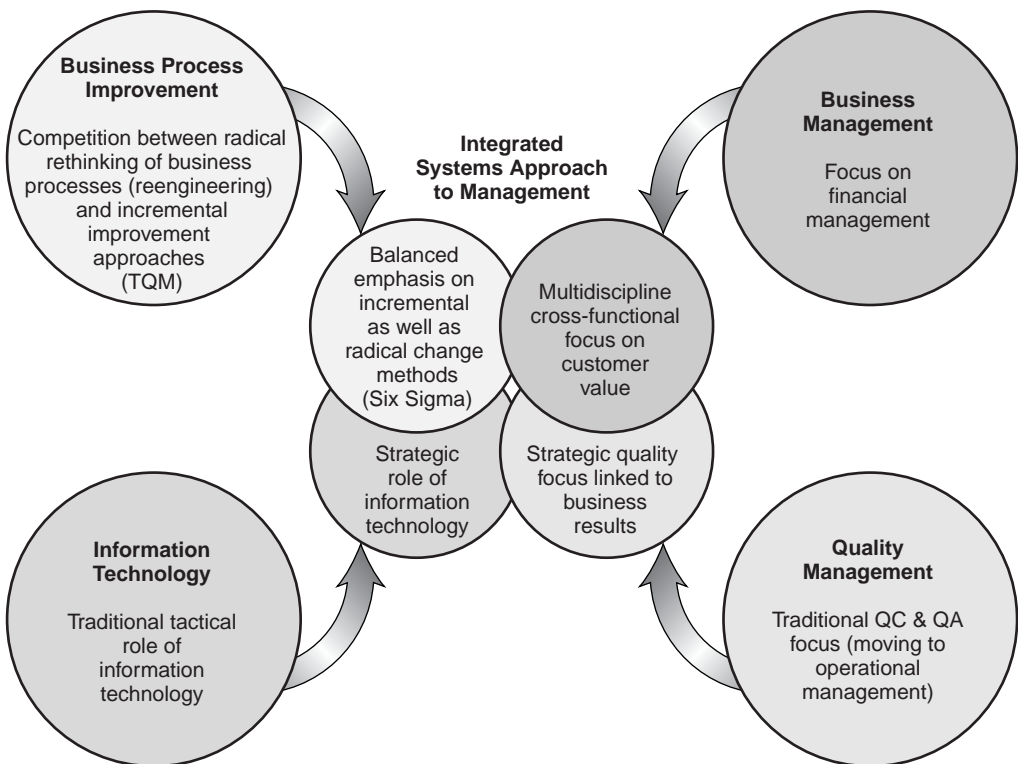 Business Process
Improvement
Competition between radical
rethinking of business
processes (reengineering)
and incremental
improvement
approaches
(TQM)
Integrated
Systems Approach
to Management
Business
Management
Focus on
financial
management
Balanced
emphasis on
incremental
as well as
radical change
methods
(Six Sigma)
Multidiscipline
cross-functional
focus on
customer
value
Strategic
role of
information
technology
Strategic quality
focus linked to
business
results
Information
Technology
Traditional tactical
role of
information
technology
Quality
Management
Traditional QC & QA
focus (moving to
operational
management)